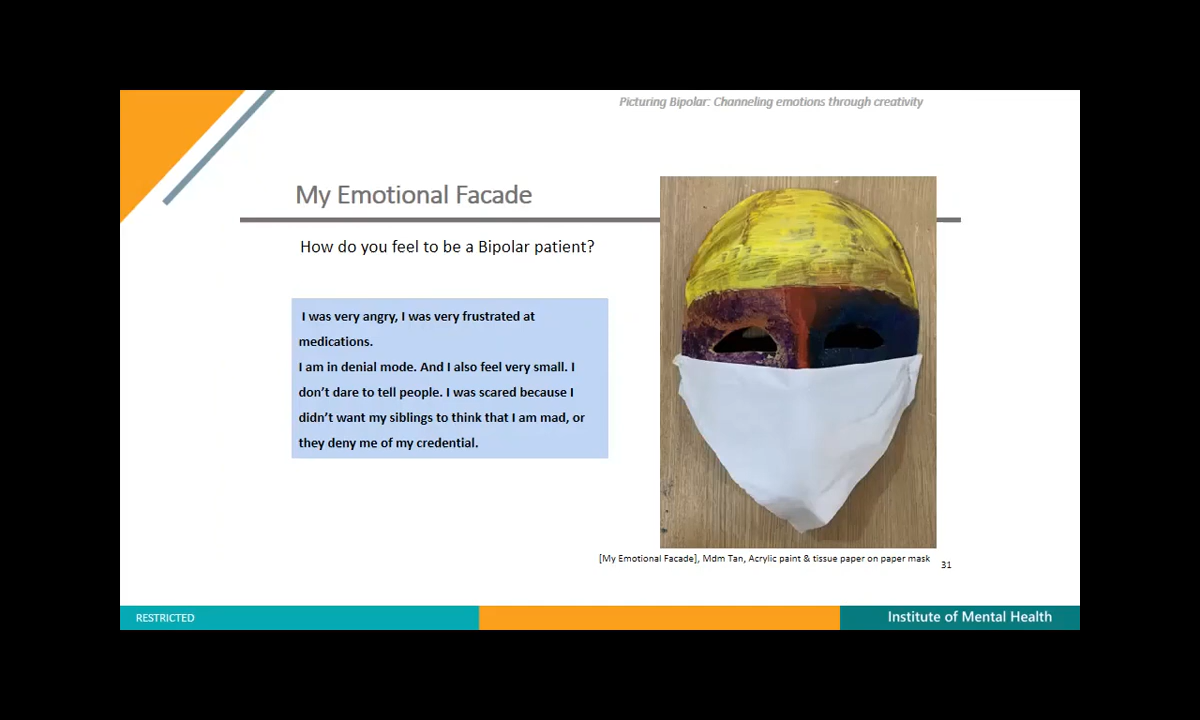 Picturing Bipolar: Channeling emotions through creativity
My Emotional Facade
How do you feel to be a Bipolar patient?
I was very angry, I was very frustrated at
medications.
I am in denial mode. And I also feel very small. I
don’t dare to tell people. I was scared because I
didn’t want my siblings to think that I am mad, or
they deny me of my credential.
[My Emotional Facade], Mdm Tan, Acrylic paint & tissue paper on paper mask
31
RESTRICTED
Institute of Mental Health